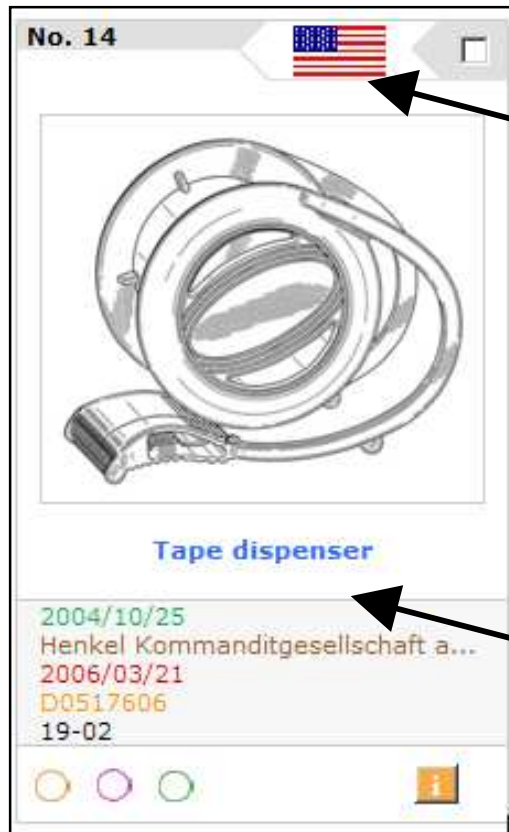 No. 14
Tape dispenser
2004/10/25
Henkel Kommanditgesellschaft a...
2006/03/21
D0517606
19-02
i